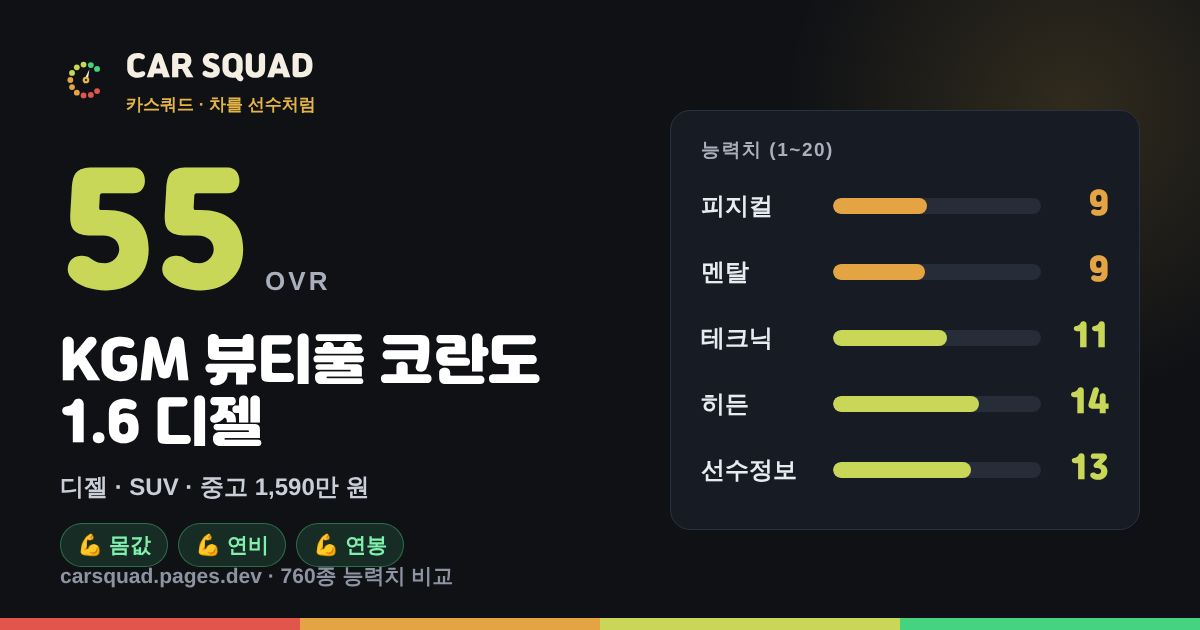 CAR SQUAD
카스쿼드 · 차를 선수처럼
55 OVR
KGM 뷰티풀 코란도
1.6 디젤
디젤 · SUV · 중고 1,590만 원
💪 몸값 💪 연비 💪 연봉
carsquad.pages.dev · 760종 능력치 비교
능력치 (1~20)
피지컬 9
멘탈 9
테크닉 11
히든 14
선수정보 13